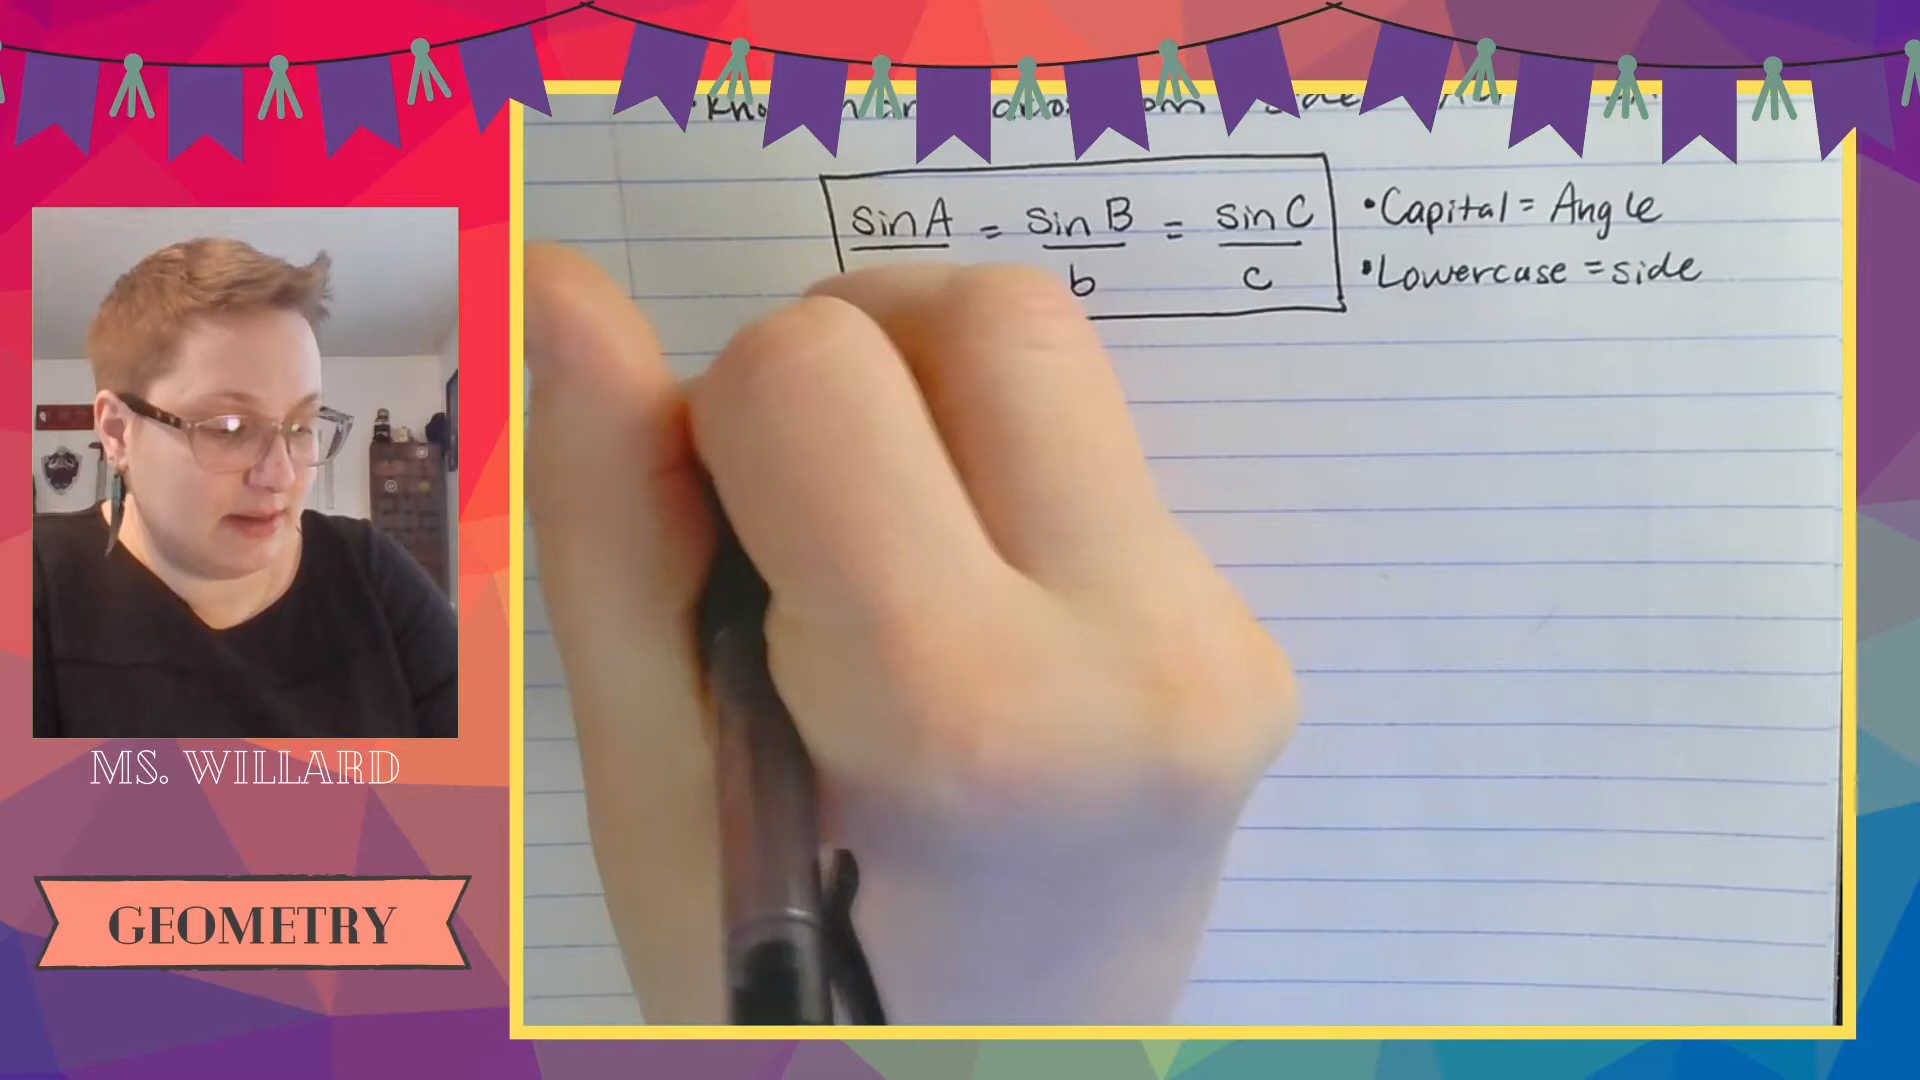 sin A = sin B = sin C
b c
• Capital = Angle
• Lowercase = side
MS. WILLARD
GEOMETRY